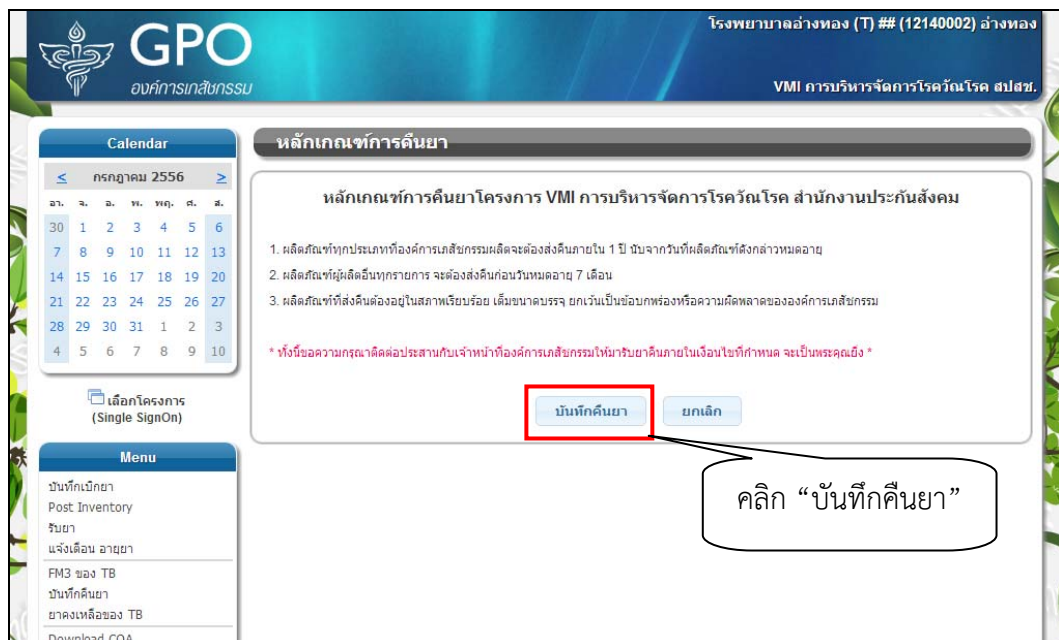 โรงพยาบาลอ่างทอง (T) ## (12140002) อ่างทอง
GPO
องค์การเภสัชกรรม
VMI การบริหารจัดการโรควัณโรค สปสช.
Calendar
< กรกฎาคม 2556 >
อา. จ. อ. พ. พฤ. ศ. ส.
30 1 2 3 4 5 6
7 8 9 10 11 12 13
14 15 16 17 18 19 20
21 22 23 24 25 26 27
28 29 30 31 1 2 3
4 5 6 7 8 9 10
เลือกโครงการ
(Single SignOn)
Menu
บันทึกเบิกยา
Post Inventory
รับยา
แจ้งเตือน อายุยา
FM3 ของ TB
บันทึกคืนยา
ยาคงเหลือของ TB
Download COA
หลักเกณฑ์การคืนยา
หลักเกณฑ์การคืนยาโครงการ VMI การบริหารจัดการโรควัณโรค สำนักงานประกันสังคม
1. ผลิตภัณฑ์ทุกประเภทที่องค์การเภสัชกรรมผลิตจะต้องส่งคืนภายใน 1 ปี นับจากวันที่ผลิตภัณฑ์ดังกล่าวหมดอายุ
2. ผลิตภัณฑ์ผู้ผลิตอื่นทุกรายการ จะต้องส่งคืนก่อนวันหมดอายุ 7 เดือน
3. ผลิตภัณฑ์ที่ส่งคืนต้องอยู่ในสภาพเรียบร้อย เต็มขนาดบรรจุ ยกเว้นเป็นข้อบกพร่องหรือความผิดพลาดขององค์การเภสัชกรรม
* ทั้งนี้ขอความกรุณาติดต่อประสานกับเจ้าหน้าที่องค์การเภสัชกรรมให้มารับยาคืนภายในเงื่อนไขที่กำหนด จะเป็นพระคุณยิ่ง *
บันทึกคืนยา ยกเลิก
คลิก “บันทึกคืนยา”